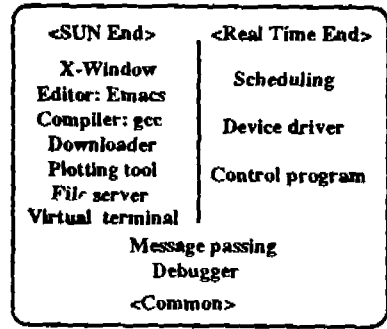 <SUN End>
X-Window
Editor: Emacs
Compiler: gcc
Downloader
Plotting tool
File server
Virtual terminal
<Real Time End>
Scheduling
Device driver
Control program
Message passing
Debugger
<Common>